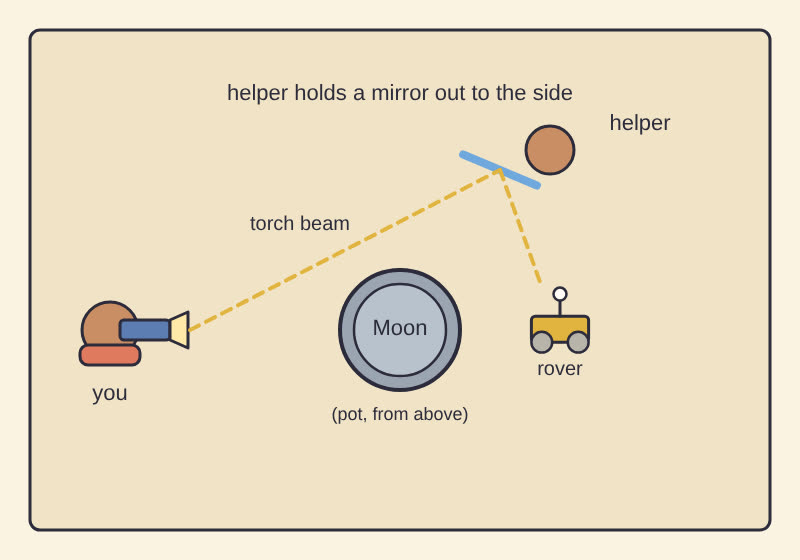 helper holds a mirror out to the side
helper
torch beam
Moon
you
rover
(pot, from above)